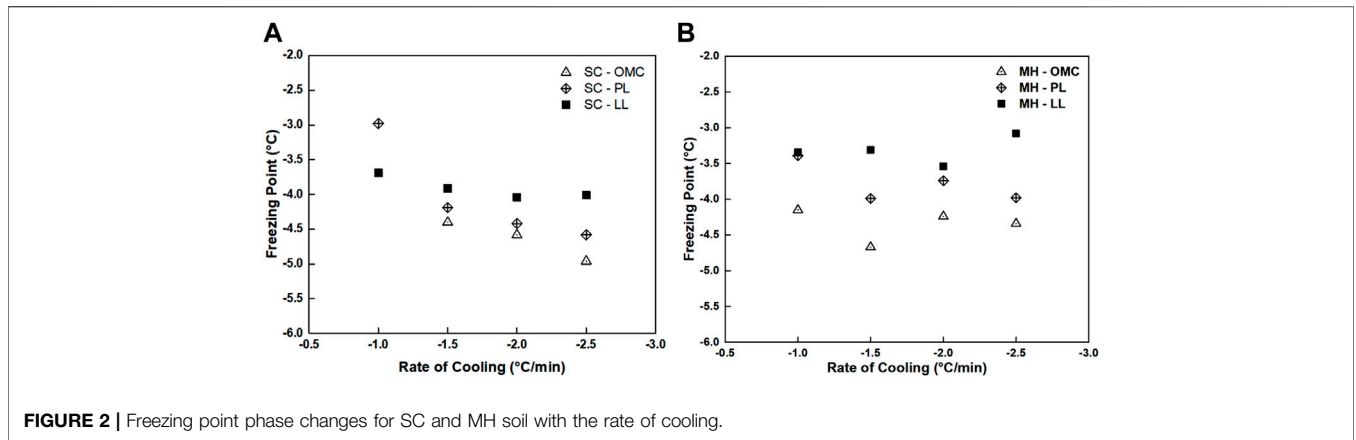 A
-2.0
-2.5
-3.0
-3.5
-4.0
-4.5
-5.0
-5.5
-6.0
Freezing Point (°C)
SC - OMC
SC - PL
SC - LL
-0.5 -1.0 -1.5 -2.0 -2.5 -3.0
Rate of Cooling (°C/min)
B
-2.0
-2.5
-3.0
-3.5
-4.0
-4.5
-5.0
-5.5
-6.0
Freezing Point (°C)
MH - OMC
MH - PL
MH - LL
-0.5 -1.0 -1.5 -2.0 -2.5 -3.0
Rate of Cooling (°C/min)
FIGURE 2 | Freezing point phase changes for SC and MH soil with the rate of cooling.